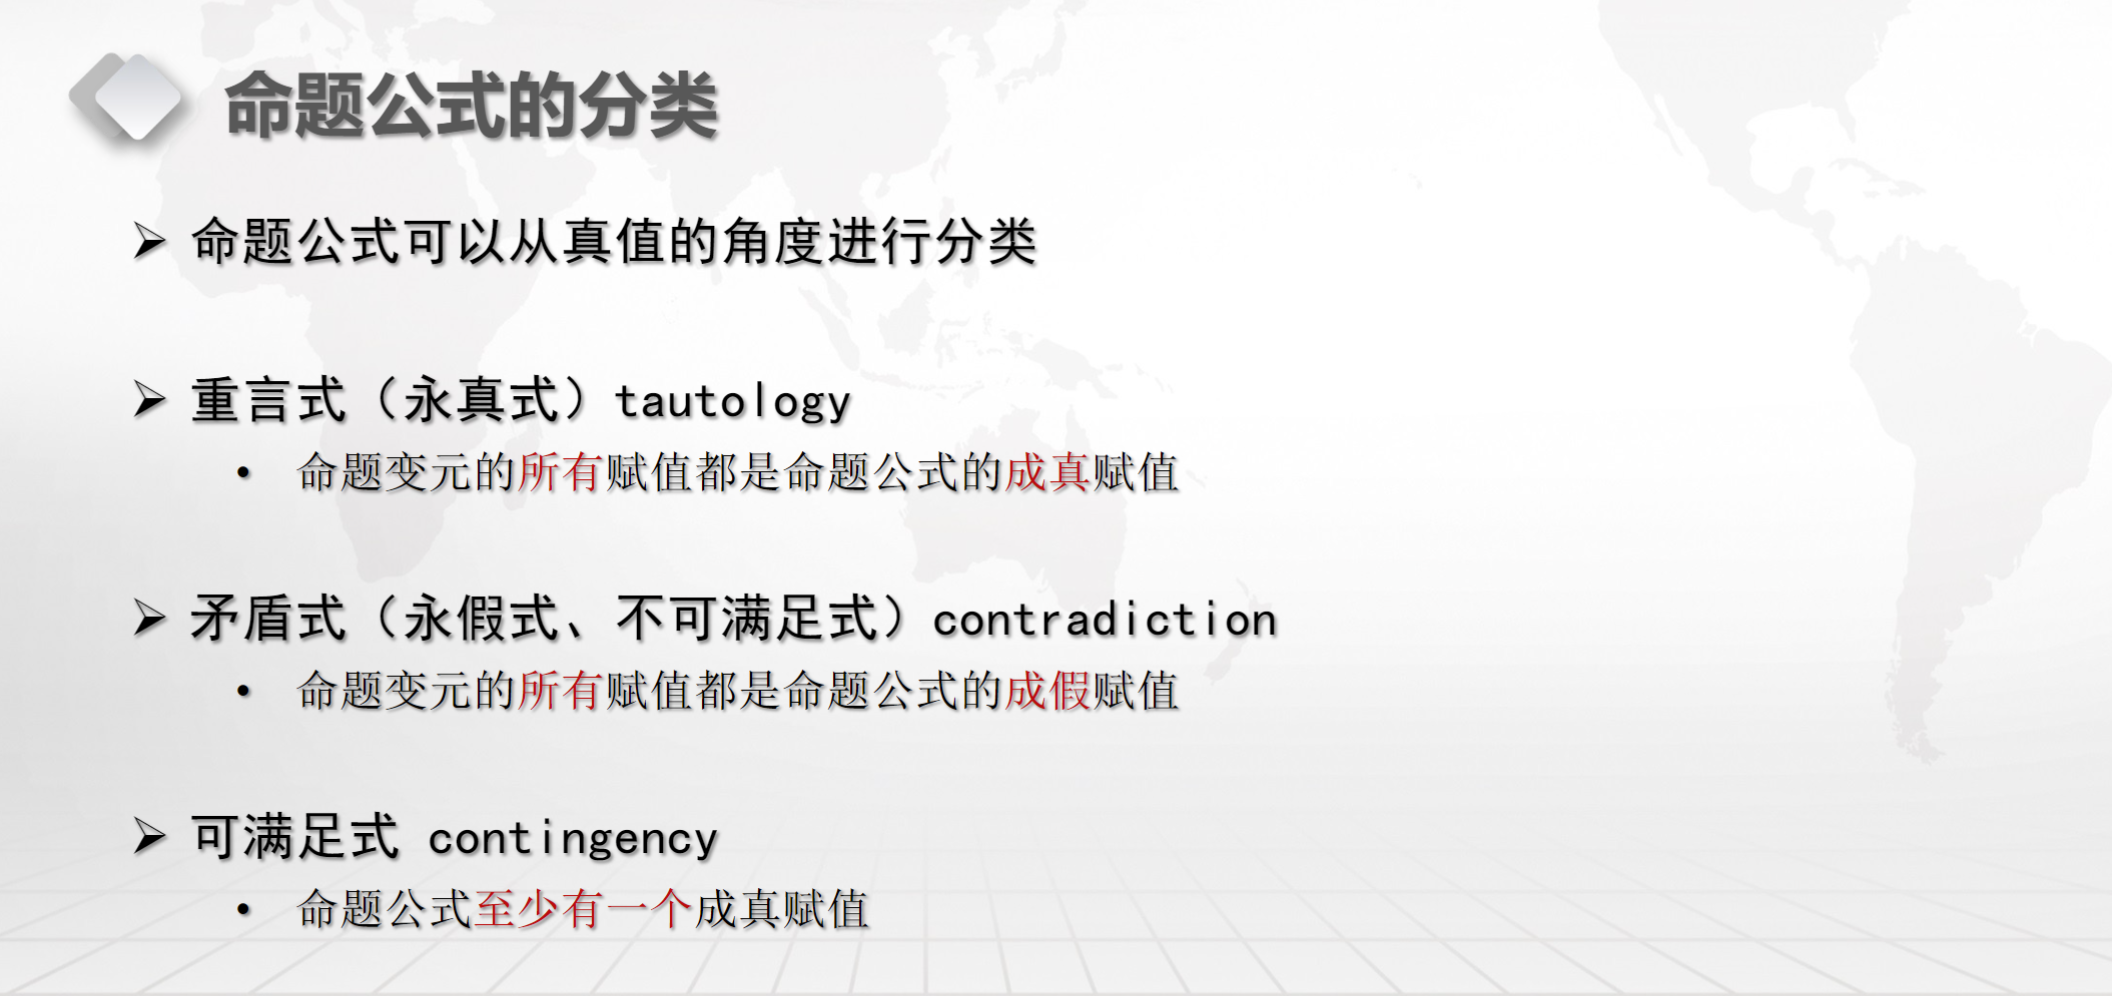 命题公式的分类
命题公式可以从真值的角度进行分类
重言式（永真式）tautology
命题变元的所有赋值都是命题公式的成真赋值
矛盾式（永假式、不可满足式）contradiction
命题变元的所有赋值都是命题公式的成假赋值
可满足式 contingency
命题公式至少有一个成真赋值